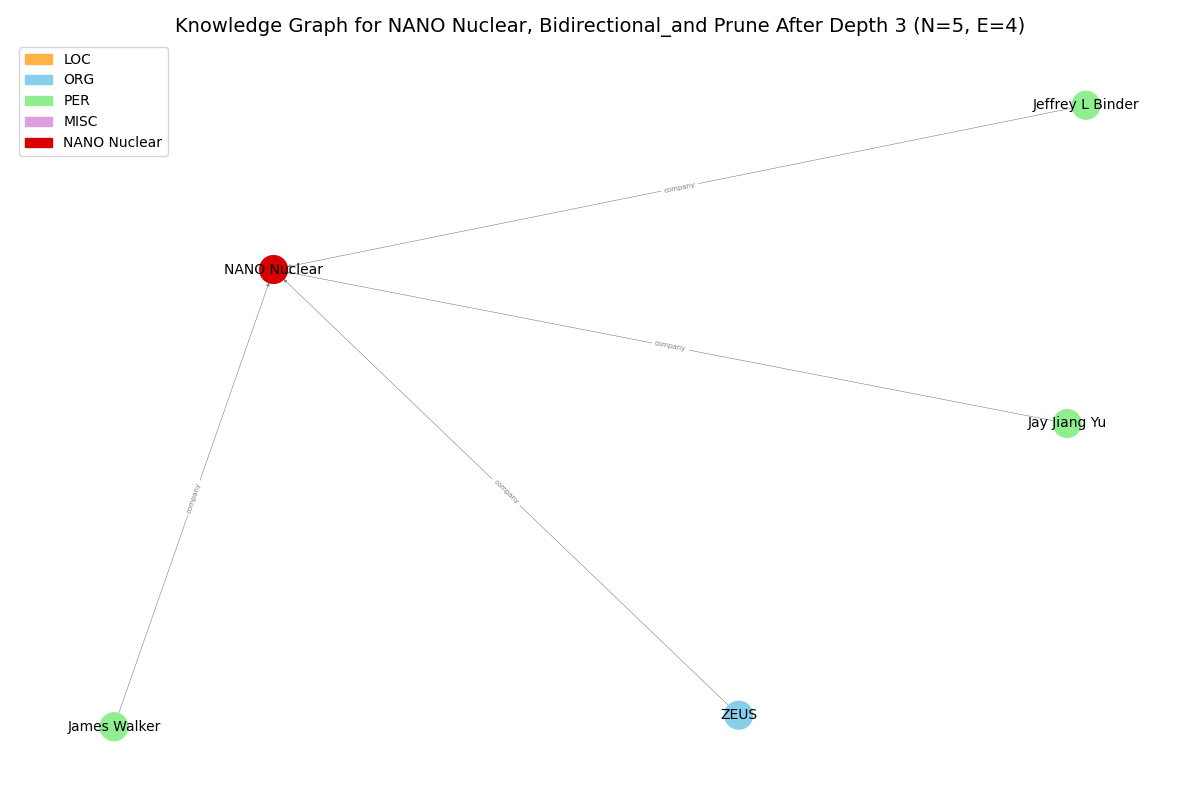 Knowledge Graph for NANO Nuclear, Bidirectional_and Prune After Depth 3 (N=5, E=4)
LOC
ORG
PER
MISC
NANO Nuclear
Jeffrey L Binder
company
NANO Nuclear
company
Jay Jiang Yu
company
company
ZEUS
James Walker